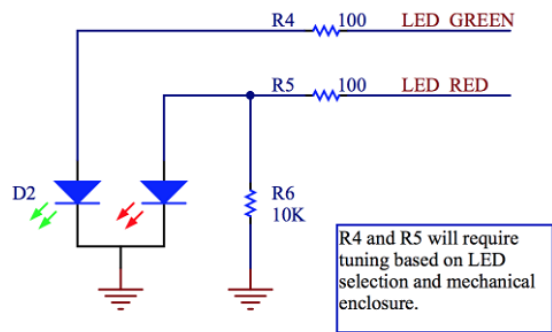 R4 100 LED GREEN
R5 100 LED RED
D2
R6
10K
R4 and R5 will require
tuning based on LED
selection and mechanical
enclosure.